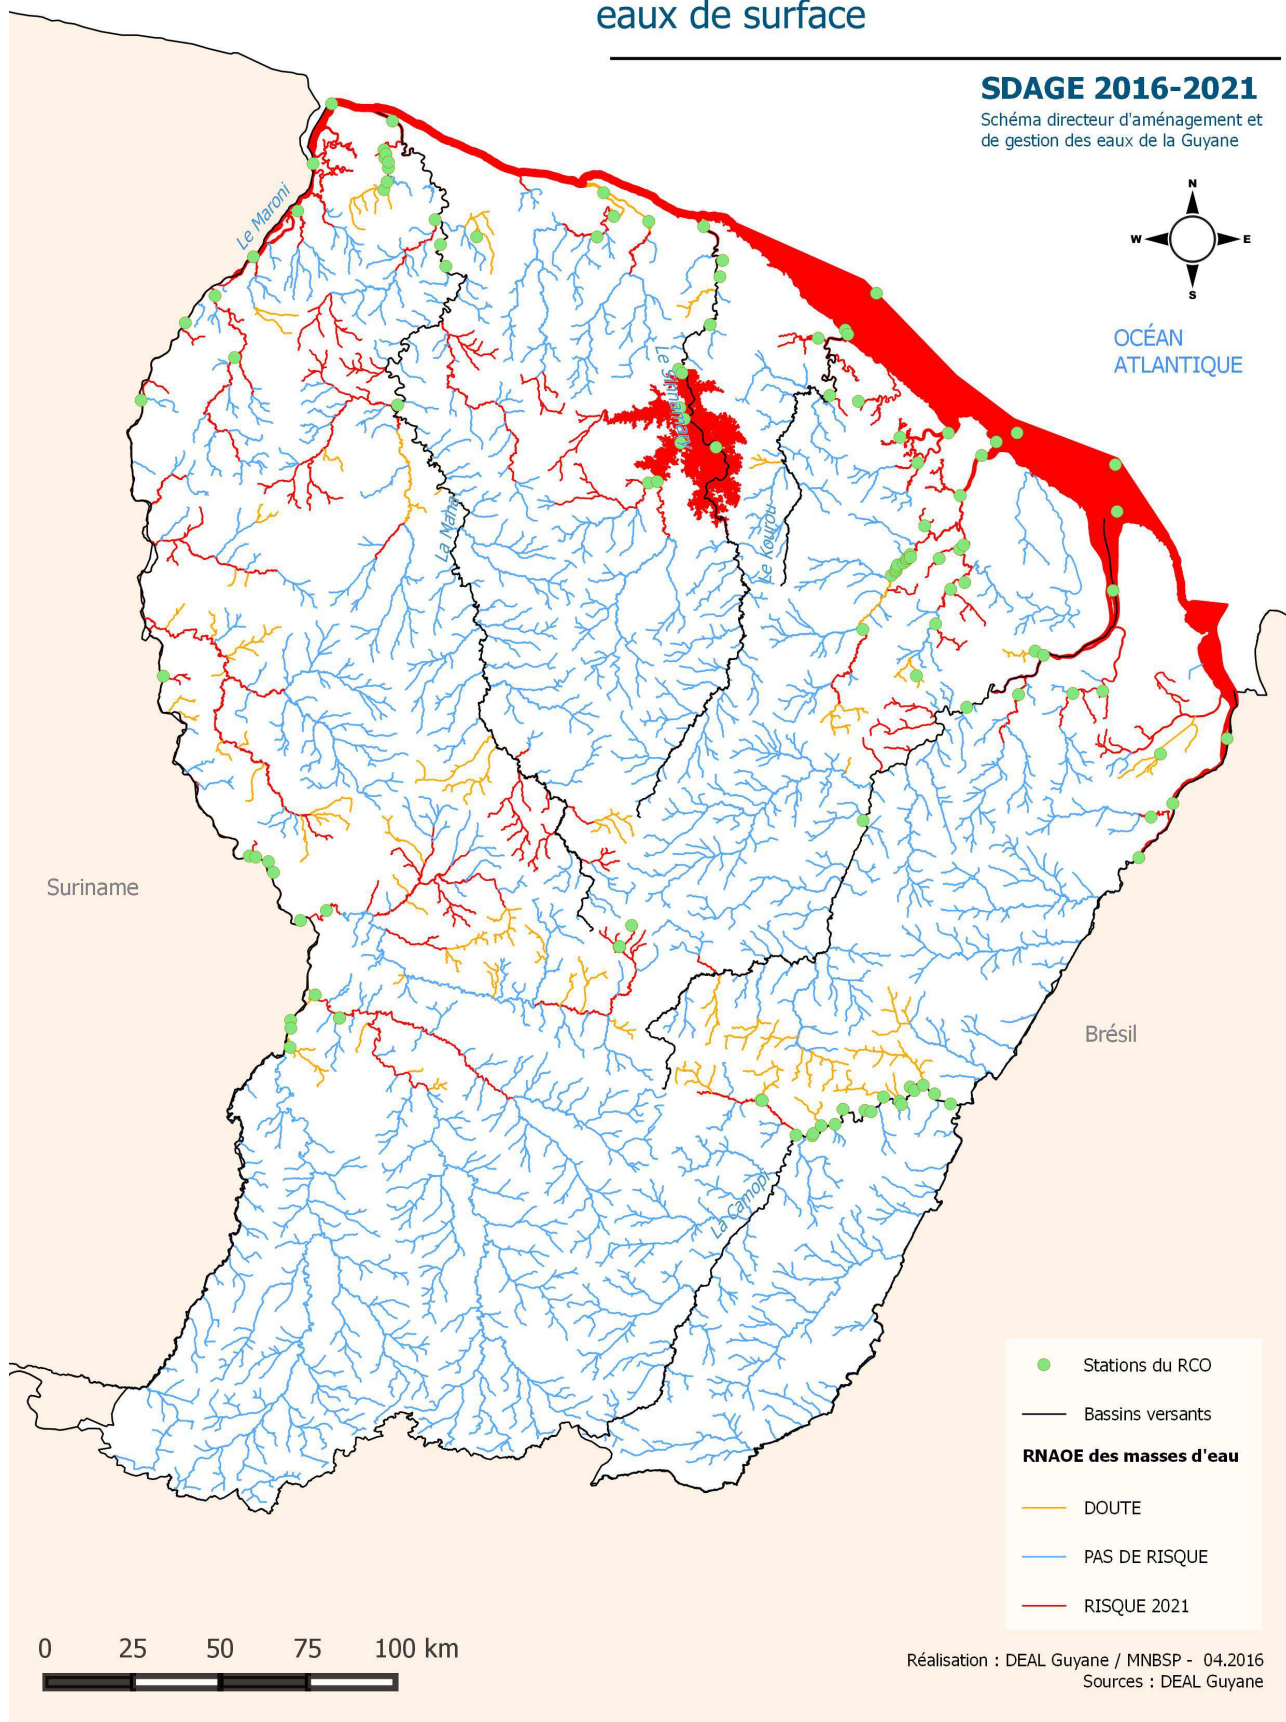 eaux de surface
SDAGE 2016-2021
Schéma directeur d'aménagement et
de gestion des eaux de la Guyane
N
W
E
S
OCÉAN
ATLANTIQUE
Le Maroni
Le Sinnamary
La Mana
Le Kourou
Suriname
Brésil
La Camopi
Stations du RCO
Bassins versants
RNAOE des masses d'eau
DOUTE
PAS DE RISQUE
RISQUE 2021
0 25 50 75 100 km
Réalisation : DEAL Guyane / MNBSP - 04.2016
Sources : DEAL Guyane